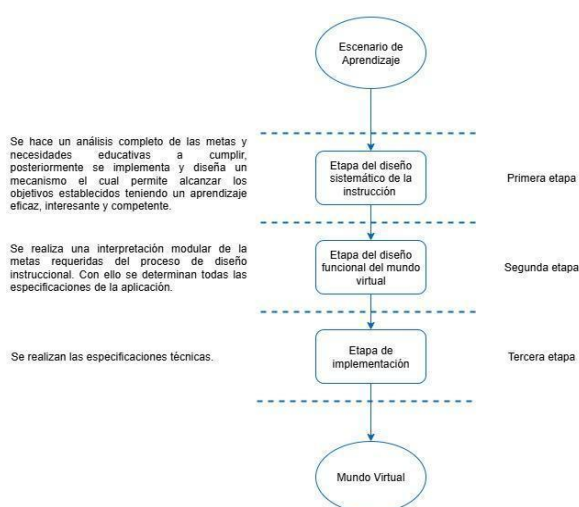 Escenario de
Aprendizaje
Se hace un análisis completo de las metas y
necesidades educativas a cumplir,
posteriormente se implementa y diseña un
mecanismo el cual permite alcanzar los
objetivos establecidos teniendo un aprendizaje
eficaz, interesante y competente.
Etapa del diseño
sistemático de la
instrucción
Primera etapa
Se realiza una interpretación modular de la
metas requeridas del proceso de diseño
instruccional. Con ello se determinan todas las
especificaciones de la aplicación.
Etapa del diseño
funcional del mundo
virtual
Segunda etapa
Se realizan las especificaciones técnicas.
Etapa de
implementación
Tercera etapa
Mundo Virtual